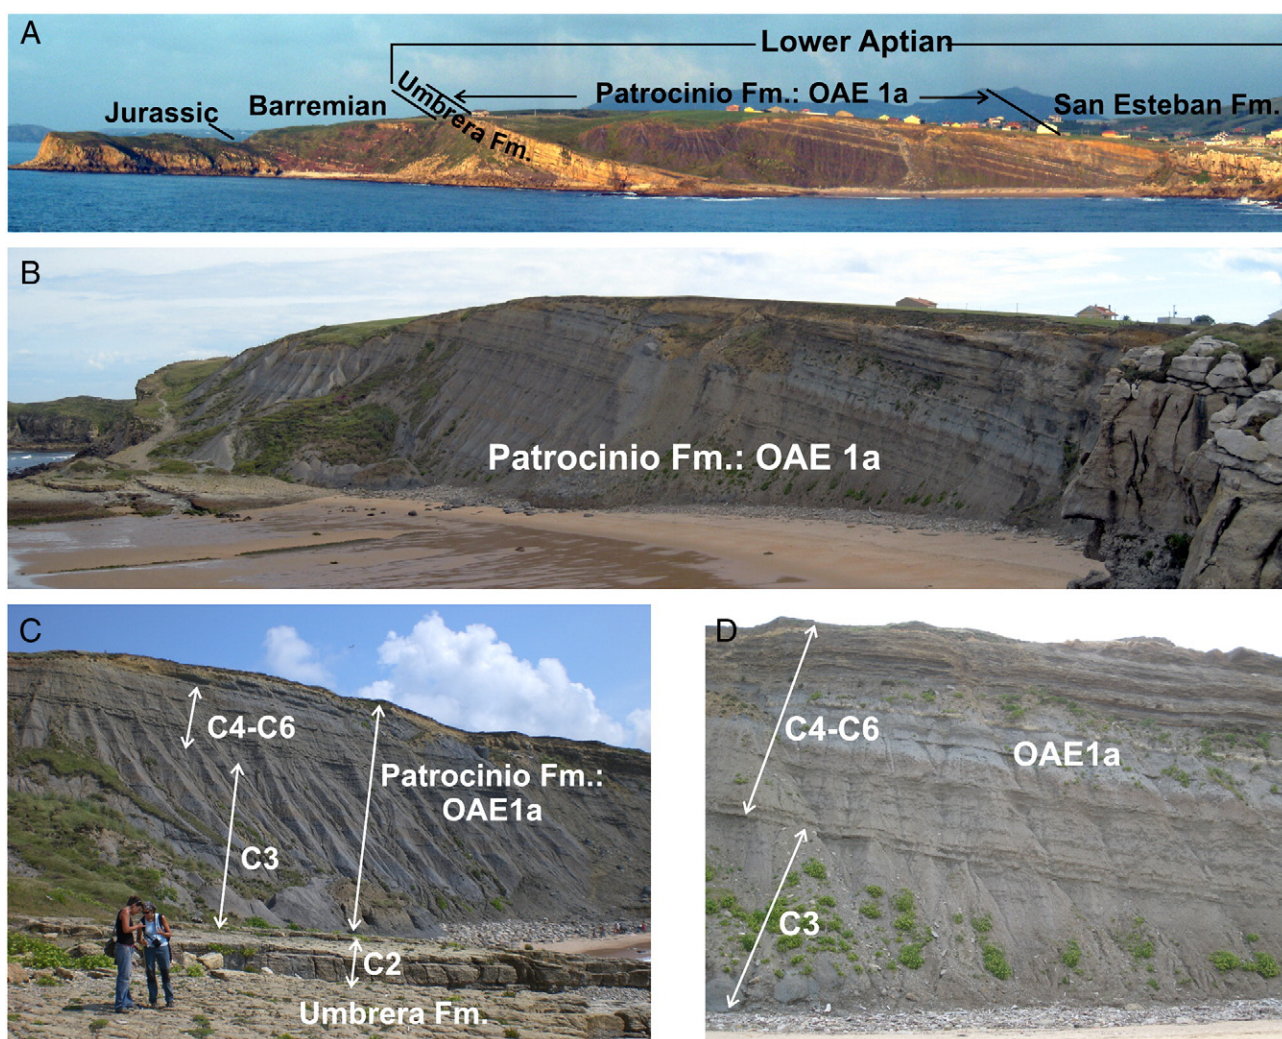 A
Lower Aptian
Umbrera Fm.
Patrocinio Fm.: OAE 1a
San Esteban Fm.
Barremian
Jurassic
B
Patrocinio Fm.: OAE 1a
C
C4-C6
Patrocinio Fm.:
OAE1a
C3
C2
Umbrera Fm.
D
C4-C6
OAE1a
C3